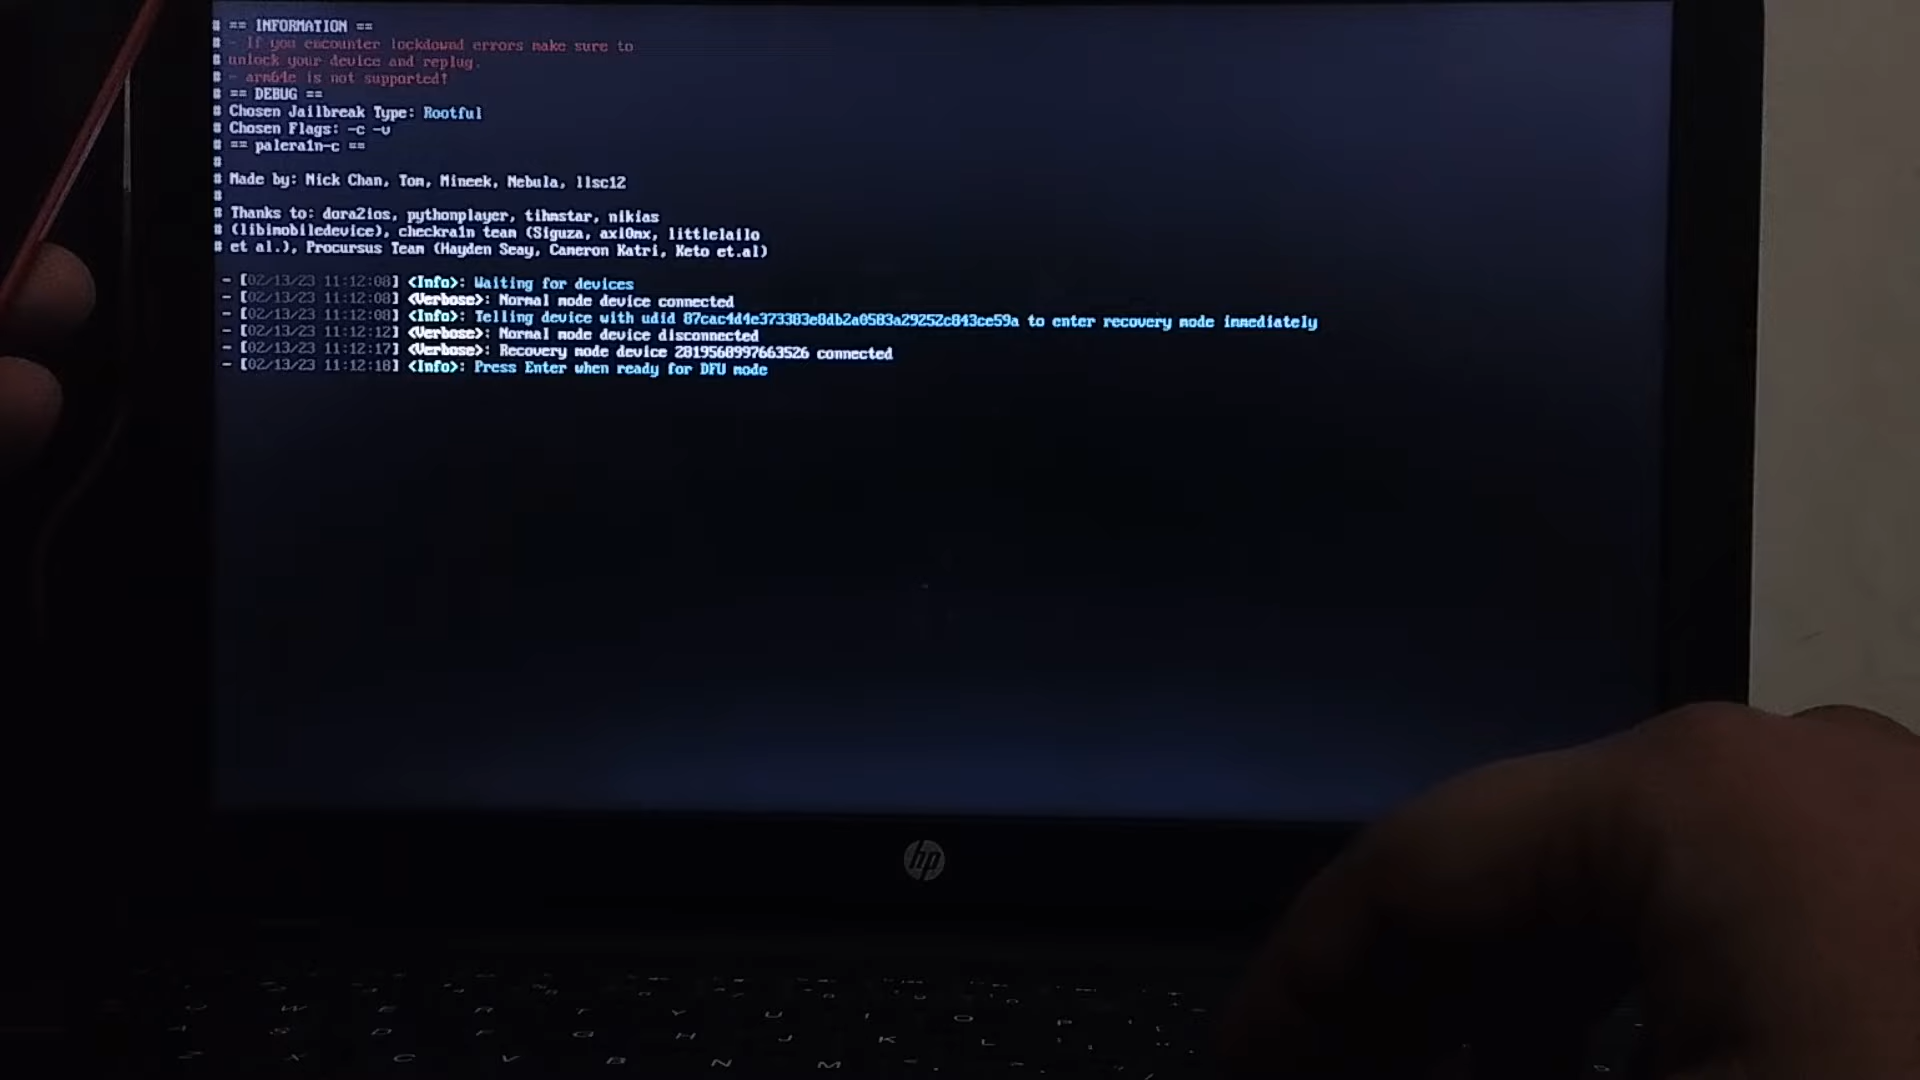 # == INFORMATION ==
# - If you encounter lockdownd errors make sure to
# unlock your device and replug.
# - arm64e is not supported!
# == DEBUG ==
# Chosen Jailbreak Type: Rootful
# Chosen Flags: -c -v
# == palera1n-c ==
#
# Made by: Nick Chan, Tom, Mineek, Nebula, llsc12
#
# Thanks to: dora2ios, pythonplayer, tihmstar, nikias
# (libimobiledevice), checkra1n team (Siguza, axi0mx, littlelailo
# et al.), Procursus Team (Hayden Seay, Cameron Katri, Keto et.al)
- [02/13/23 11:12:08] <Info>: Waiting for devices
- [02/13/23 11:12:08] <Verbose>: Normal mode device connected
- [02/13/23 11:12:08] <Info>: Telling device with udid 87cac4d4e373383e8db2a0583a29252c843ce59a to enter recovery mode immediately
- [02/13/23 11:12:12] <Verbose>: Normal mode device disconnected
- [02/13/23 11:12:17] <Verbose>: Recovery mode device 2819568997663526 connected
- [02/13/23 11:12:18] <Info>: Press Enter when ready for DFU mode
hp
W E R T Y U I O P
S D F G H J K L
Z X C V B N M